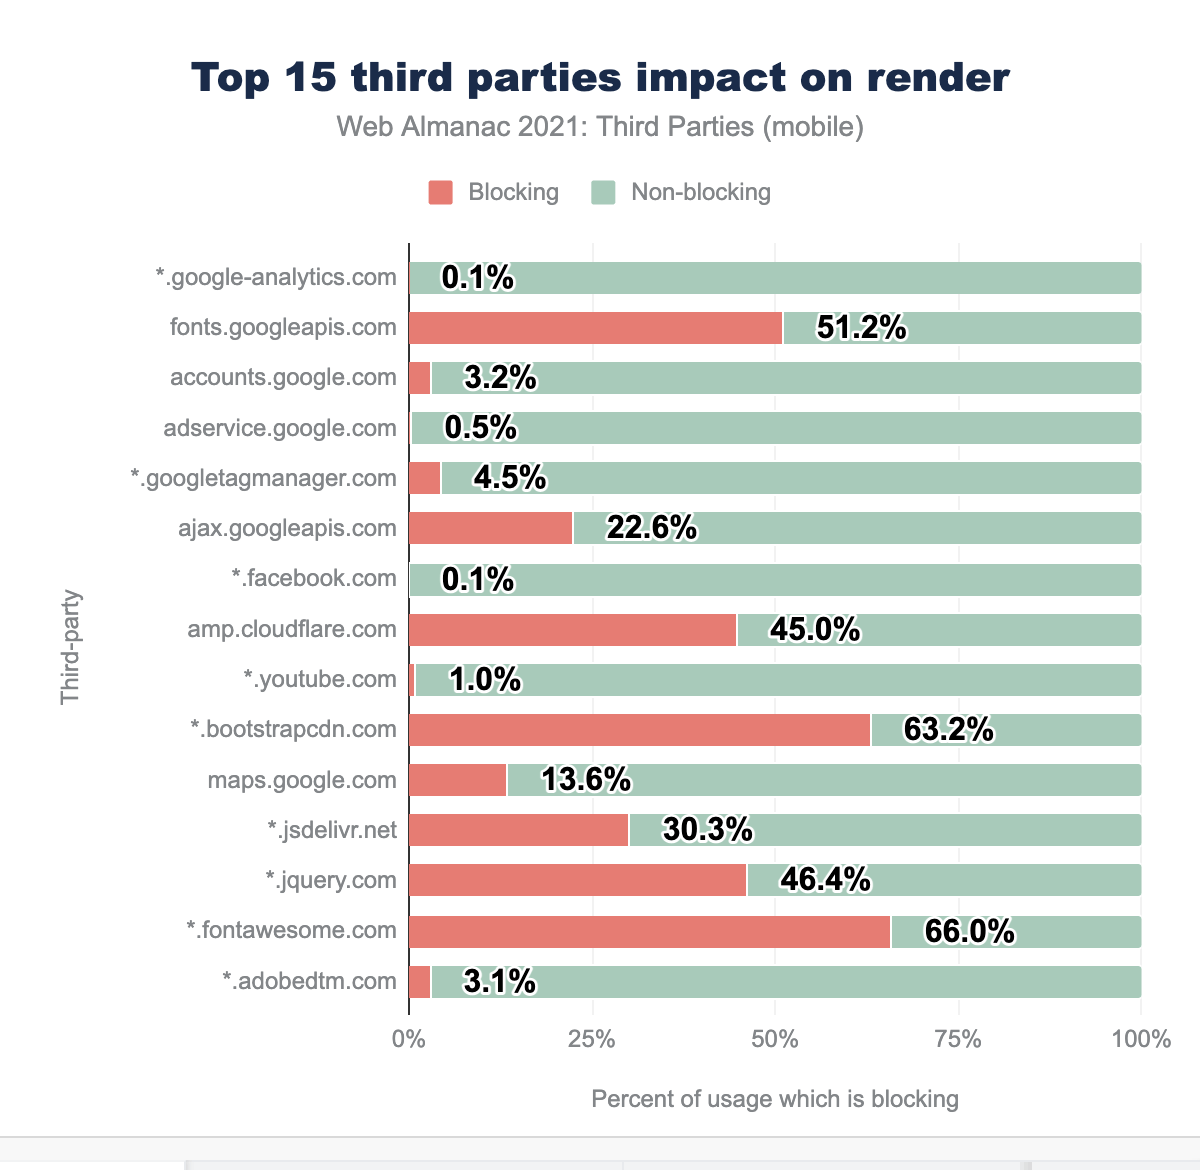 Top 15 third parties impact on render
Web Almanac 2021: Third Parties (mobile)
Blocking Non-blocking
*.google-analytics.com 0.1%
fonts.googleapis.com 51.2%
accounts.google.com 3.2%
adservice.google.com 0.5%
*.googletagmanager.com 4.5%
ajax.googleapis.com 22.6%
*.facebook.com 0.1%
amp.cloudflare.com 45.0%
*.youtube.com 1.0%
*.bootstrapcdn.com 63.2%
maps.google.com 13.6%
*.jsdelivr.net 30.3%
*.jquery.com 46.4%
*.fontawesome.com 66.0%
*.adobedtm.com 3.1%
Third-party
0% 25% 50% 75% 100%
Percent of usage which is blocking